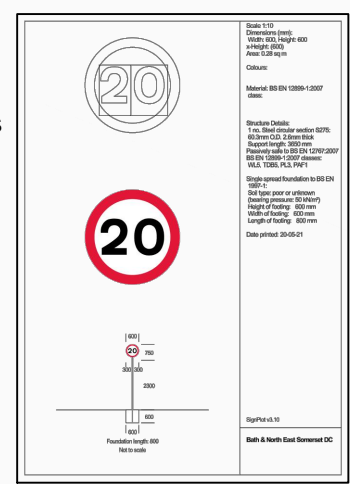 20
20
600
20
750
300 300
2300
600
600
Foundation length: 800
Not to scale
Scale 1:10
Dimensions (mm):
Width: 600, Height: 600
x-Height: (600)
Area: 0.28 sq m
Colours:
Material: BS EN 12899-1:2007
class:
Structure Details:
1 no. Steel circular section S275:
60.3mm O.D. 2.6mm thick
Support length: 3650 mm
Passively safe to BS EN 12767:2007
BS EN 12899-1:2007 classes:
WL5, TDB5, PL3, PAF1
Single spread foundation to BS EN
1997-1:
Soil type: poor or unknown
(bearing pressure: 50 kN/m²)
Height of footing: 600 mm
Width of footing: 600 mm
Length of footing: 800 mm
Date printed: 20-05-21
SignPlot v3.10
Bath & North East Somerset DC